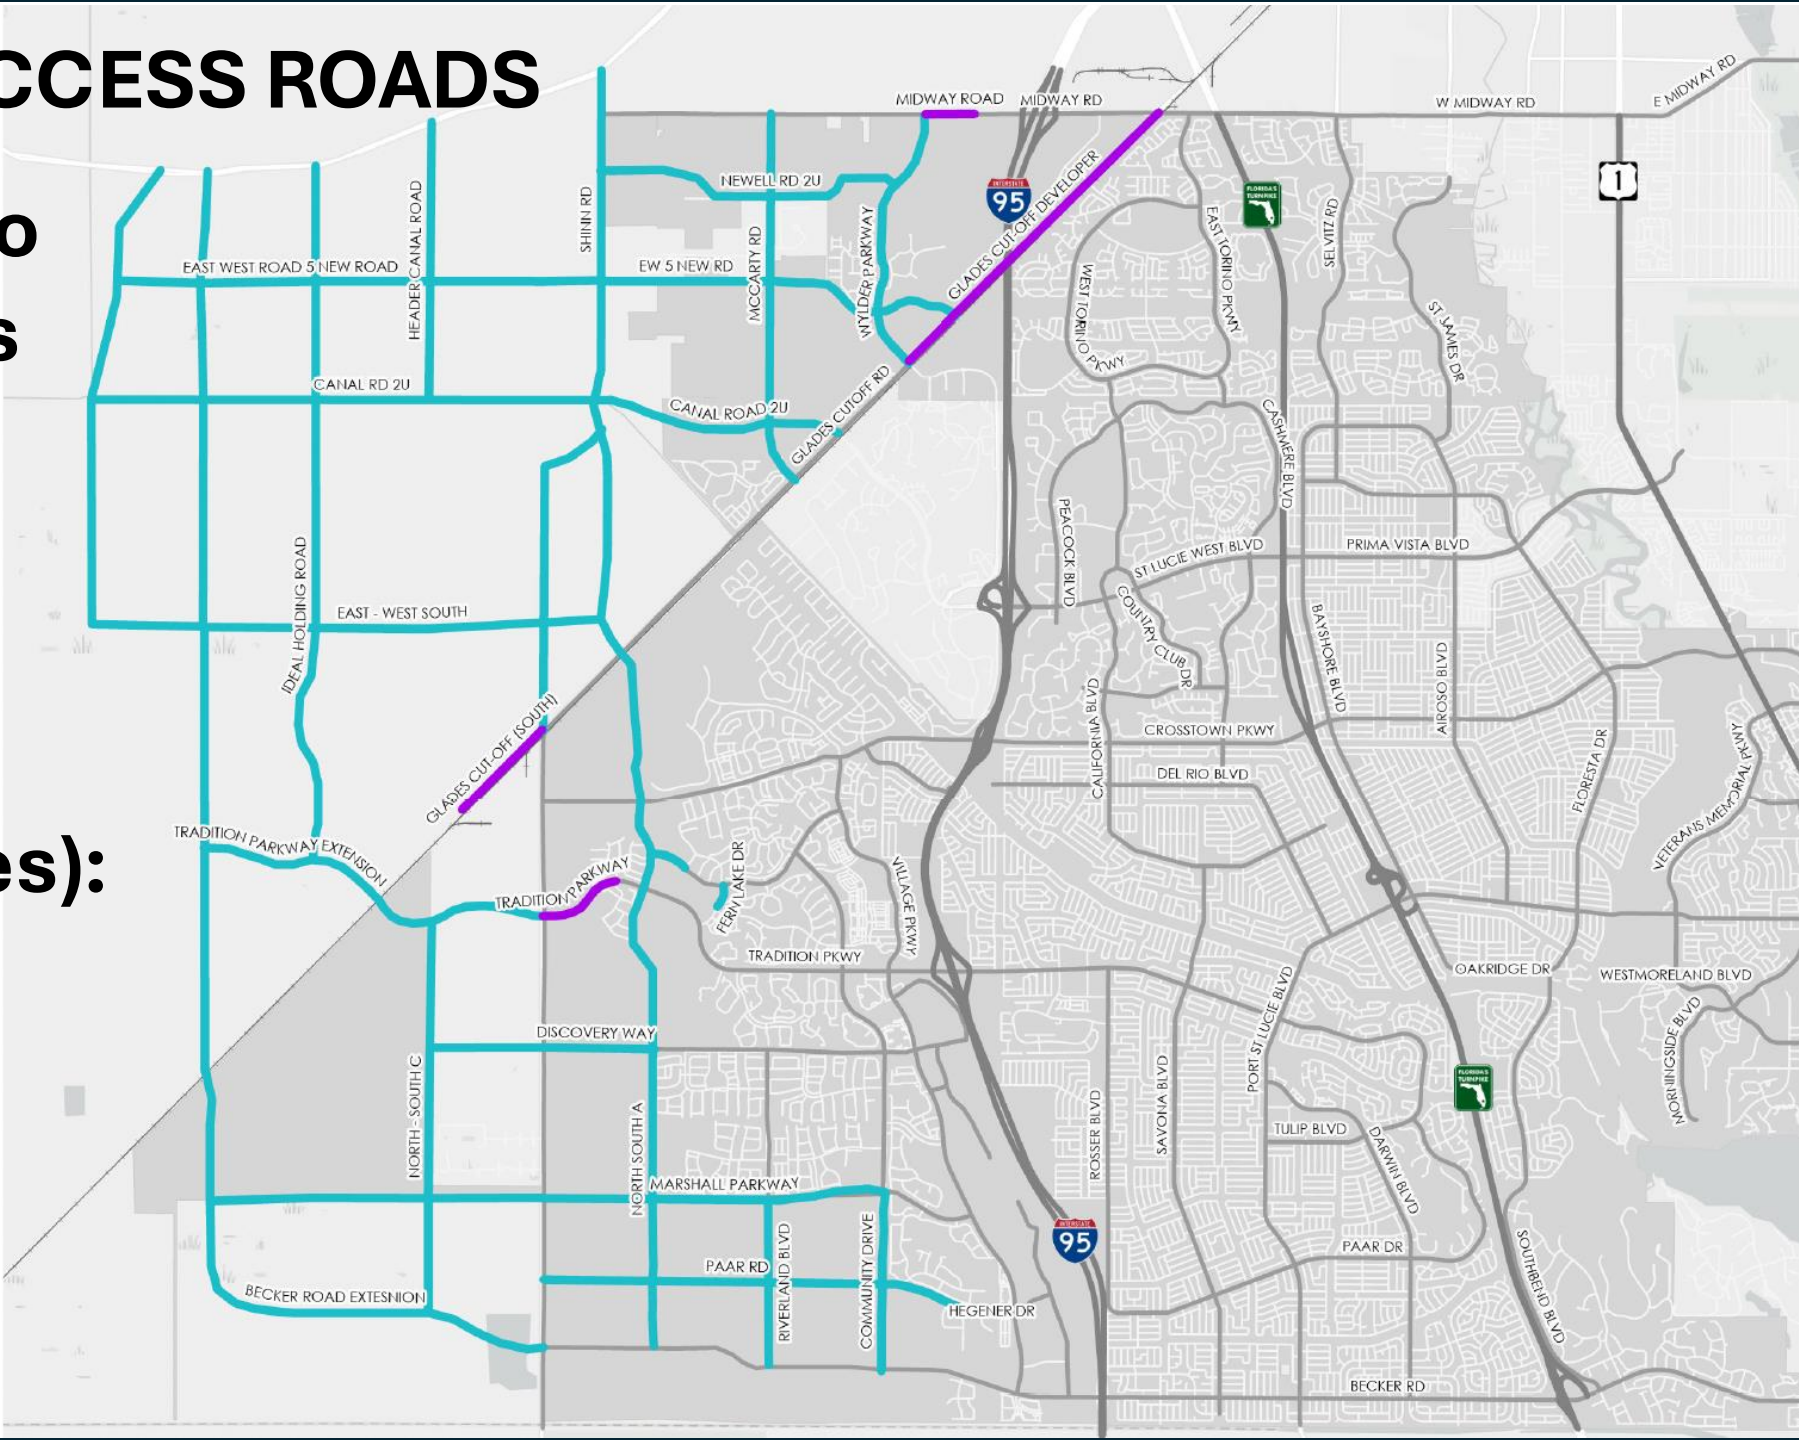 CCESS ROADS
o
s
es):
MIDWAY ROAD
MIDWAY RD
W MIDWAY RD
E MIDWAY RD
1
INTERSTATE
95
FLORIDA'S
TURNPIKE
NEWELL RD 2U
HEADER CANAL ROAD
SHINN RD
MCCARTY RD
WYLDER PARKWAY
GLADES CUT-OFF DEVELOPER
EAST TORINO PKWY
WEST TORINO PKWY
SELVITZ RD
ST JAMES DR
EAST WEST ROAD 5 NEW ROAD
EW 5 NEW RD
CANAL RD 2U
CANAL ROAD 2U
GLADES CUTOFF RD
CASHMERE BLVD
PEACOCK BLVD
ST LUCIE WEST BLVD
PRIMA VISTA BLVD
IDEAL HOLDING ROAD
EAST - WEST SOUTH
COUNTRY CLUB DR
BAYSHORE BLVD
AIROSO BLVD
CALIFORNIA BLVD
CROSSTOWN PKWY
DEL RIO BLVD
FLORESTA DR
VETERANS MEMORIAL PKWY
GLADES CUT-OFF (SOUTH)
TRADITION PARKWAY EXTENSION
TRADITION PARKWAY
FERN LAKE DR
VILLAGE PKWY
TRADITION PKWY
OAKRIDGE DR
WESTMORELAND BLVD
MORNINGSIDE BLVD
PORT ST LUCIE BLVD
DISCOVERY WAY
NORTH - SOUTH C
NORTH SOUTH A
ROSSER BLVD
SAVONA BLVD
TULIP BLVD
DARWIN BLVD
FLORIDA'S
TURNPIKE
MARSHALL PARKWAY
RIVERLAND BLVD
COMMUNITY DRIVE
INTERSTATE
95
PAAR DR
PAAR RD
SOUTHBEND BLVD
BECKER ROAD EXTESNION
HEGENER DR
BECKER RD